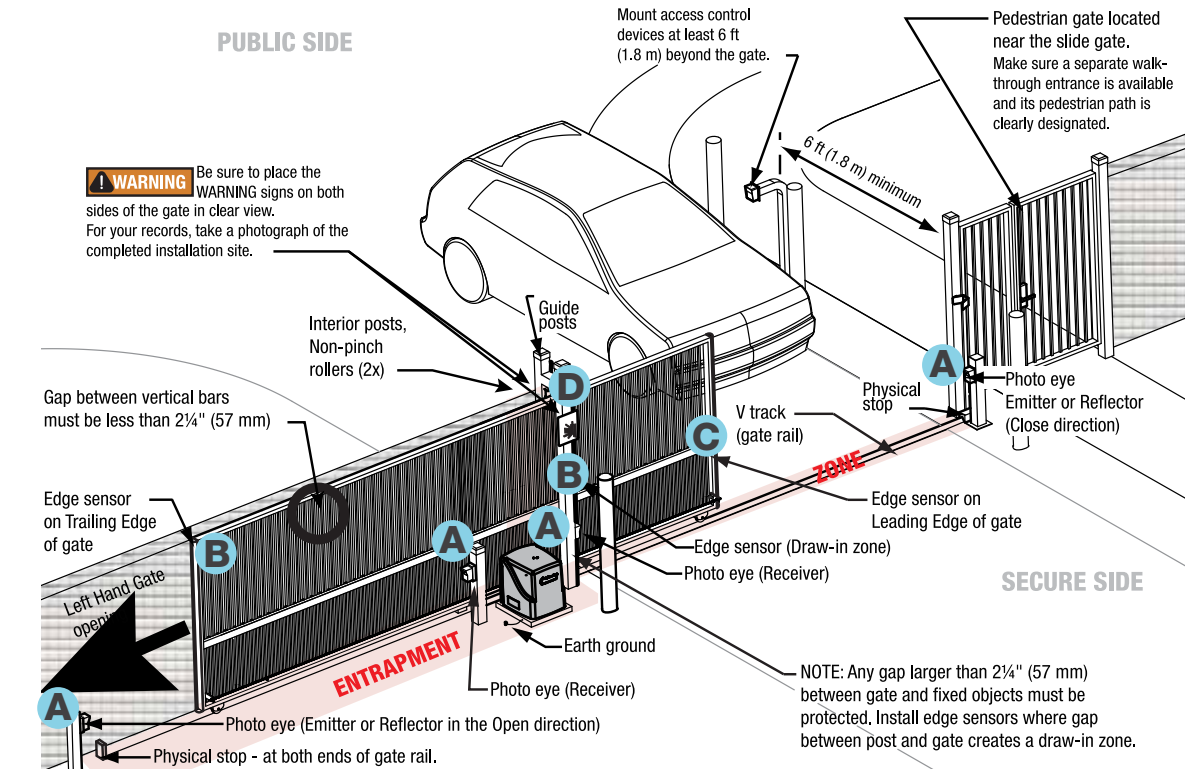 PUBLIC SIDE
Mount access control
devices at least 6 ft
(1.8 m) beyond the gate.
Pedestrian gate located
near the slide gate.
Make sure a separate walk-
through entrance is available
and its pedestrian path is
clearly designated.
6 ft (1.8 m) minimum
WARNING Be sure to place the
WARNING signs on both
sides of the gate in clear view.
For your records, take a photograph of the
completed installation site.
Guide
posts
Interior posts,
Non-pinch
rollers (2x)
D
Gap between vertical bars
must be less than 2¼" (57 mm)
Physical
stop
A
Photo eye
Emitter or Reflector
(Close direction)
V track
(gate rail)
C
ZONE
Edge sensor
on Trailing Edge
of gate
B
B
A
A
Edge sensor on
Leading Edge of gate
Edge sensor (Draw-in zone)
Photo eye (Receiver)
SECURE SIDE
Left Hand Gate
Earth ground
ENTRAPMENT
Photo eye (Receiver)
NOTE: Any gap larger than 2¼" (57 mm)
between gate and fixed objects must be
protected. Install edge sensors where gap
between post and gate creates a draw-in zone.
A
Photo eye (Emitter or Reflector in the Open direction)
Physical stop - at both ends of gate rail.